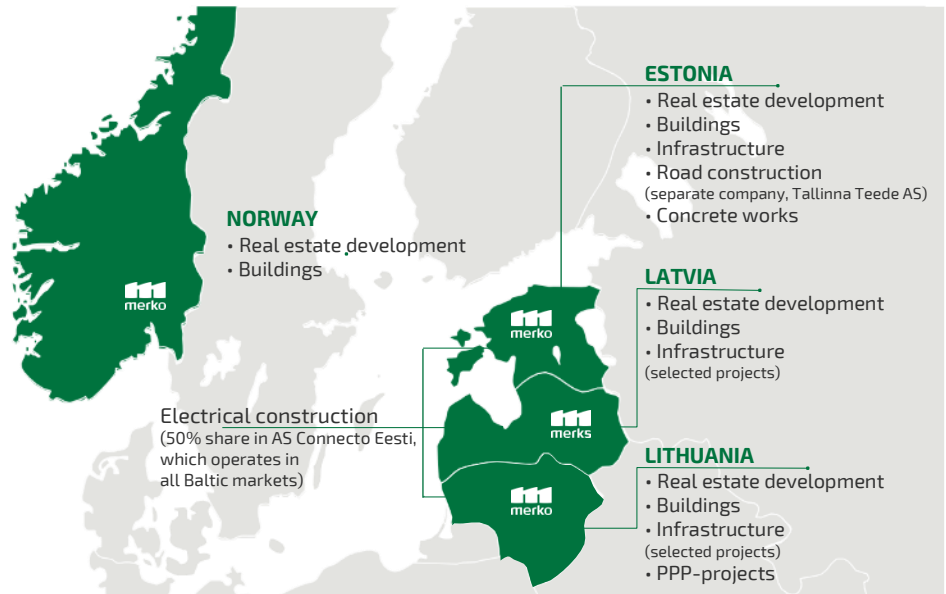 ESTONIA
• Real estate development
• Buildings
• Infrastructure
• Road construction
(separate company, Tallinna Teede AS)
• Concrete works
NORWAY
• Real estate development
• Buildings
merko
LATVIA
• Real estate development
• Buildings
• Infrastructure
(selected projects)
merko
Electrical construction
(50% share in AS Connecto Eesti,
which operates in
all Baltic markets)
merks
LITHUANIA
• Real estate development
• Buildings
• Infrastructure
(selected projects)
• PPP-projects
merko